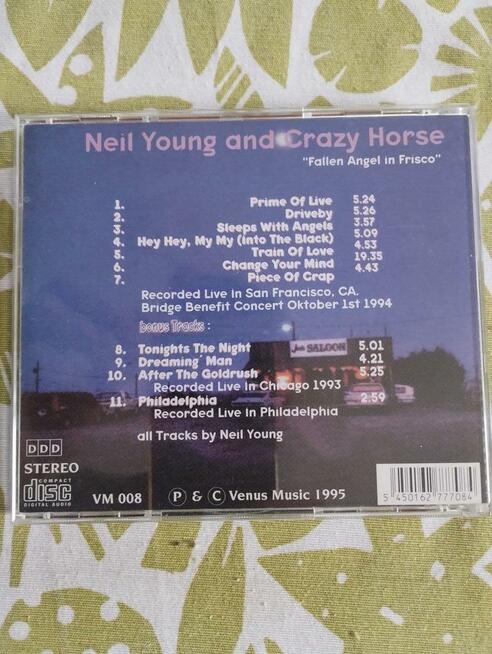 Neil Young and Crazy Horse
"Fallen Angel in Frisco"
1. Prime Of Live 5.24
2. Driveby 5.26
3. Sleeps With Angels 3.57
4. Hey Hey, My My (Into The Black) 5.09
5. Train Of Love 4.53
6. Change Your Mind 19.35
7. Piece Of Crap 4.43
Recorded Live in San Francisco, CA.
Bridge Benefit Concert Oktober 1st 1994
bonus Tracks :
8. Tonights The Night 5.01
9. Dreaming Man 4.21
10. After The Goldrush 5.25
Recorded Live in Chicago 1993
11. Philadelphia 2:59
Recorded Live in Philadelphia
all Tracks by Neil Young
SALOON
DDD
STEREO
COMPACT
disc
DIGITAL AUDIO
VM 008
P & C Venus Music 1995
5 450162 777084